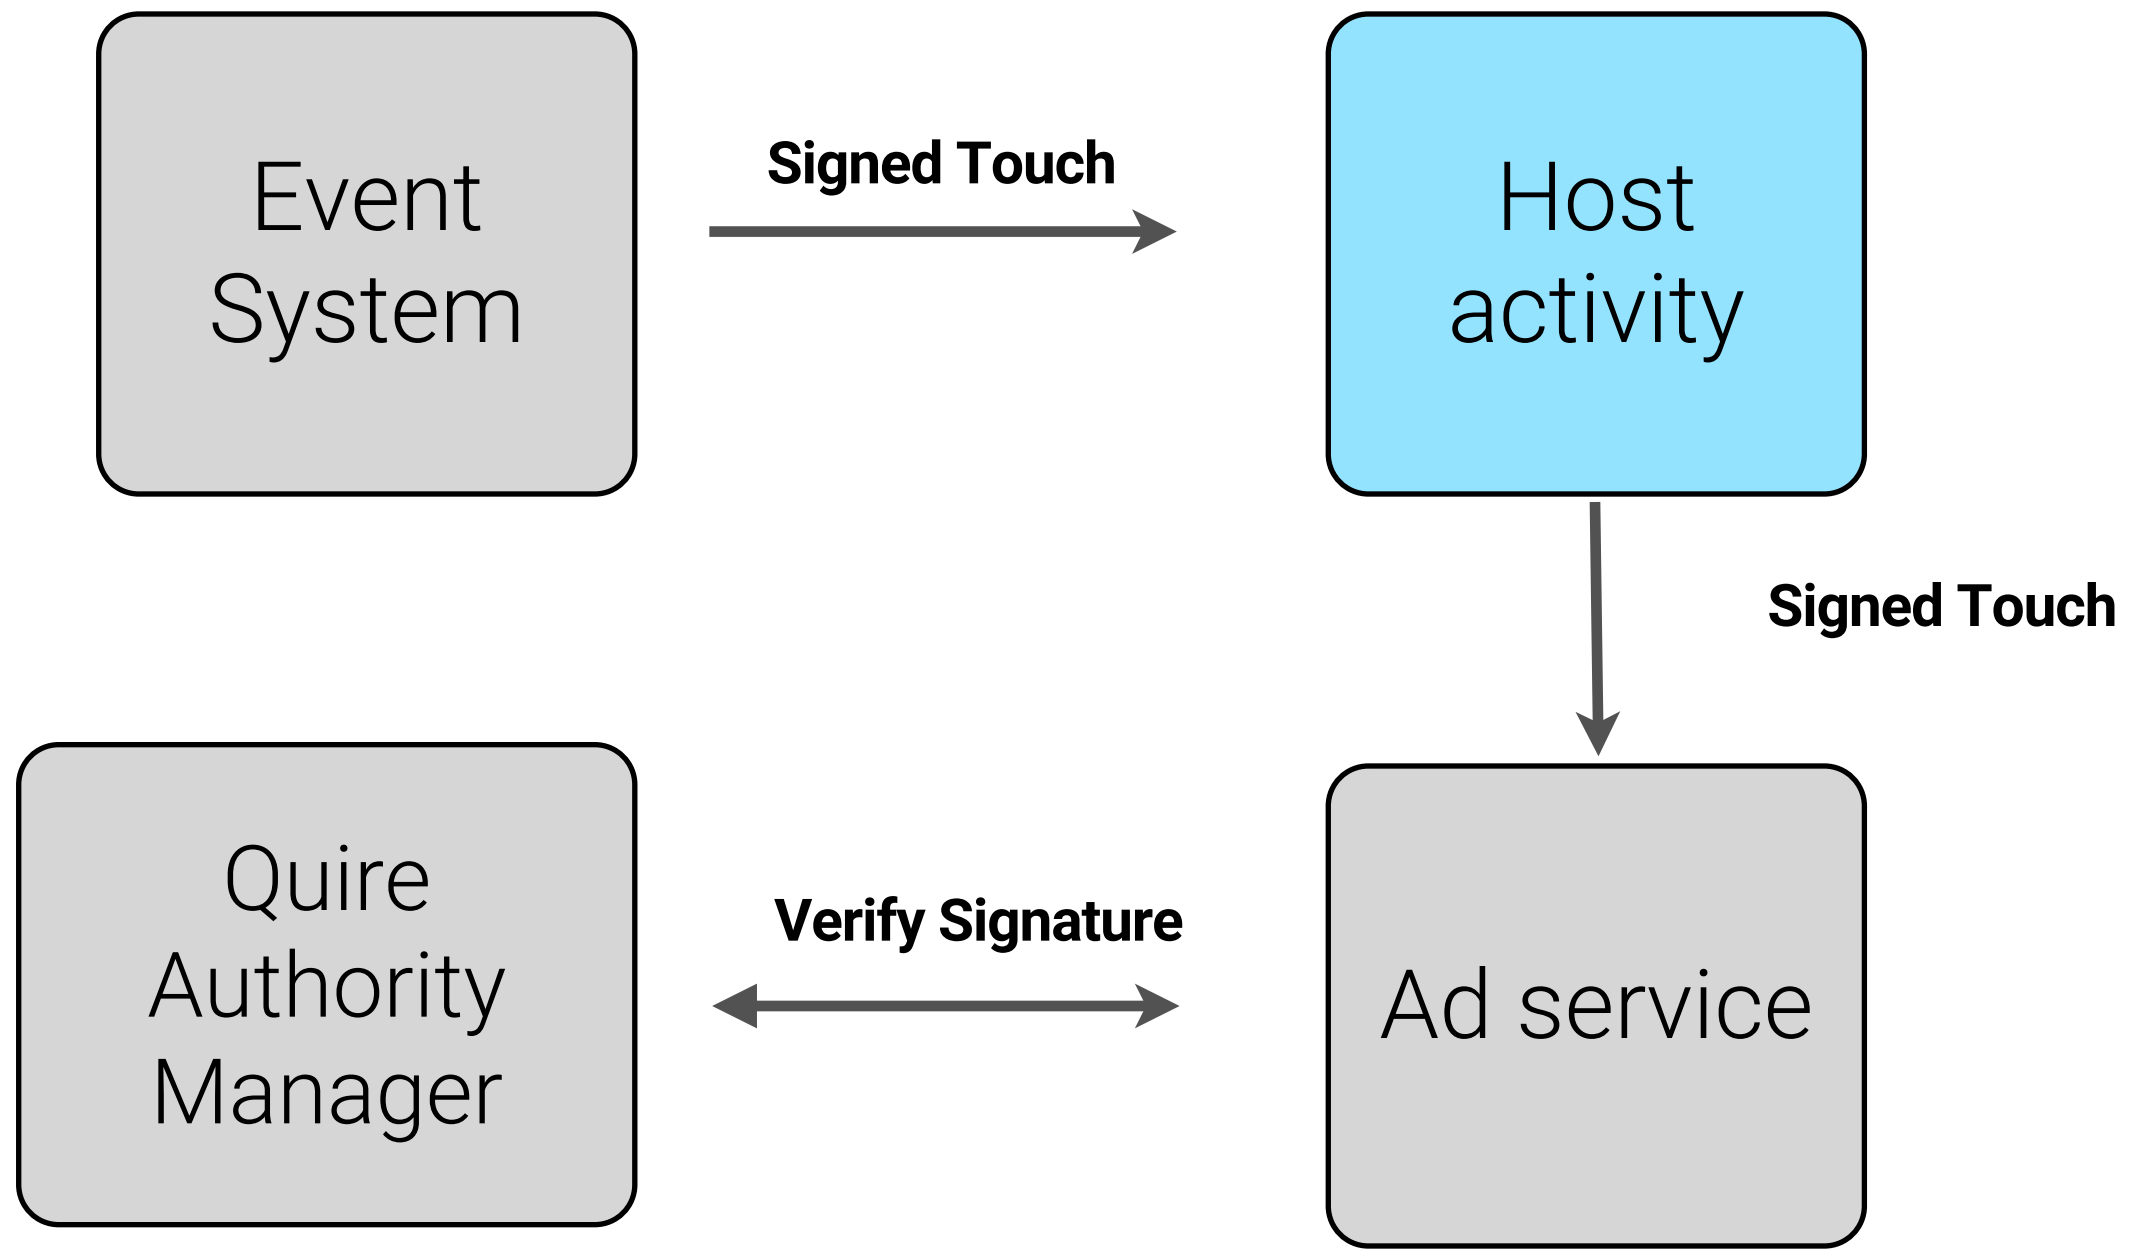 Event
System
Signed Touch
Host
activity
Signed Touch
Quire
Authority
Manager
Verify Signature
Ad service